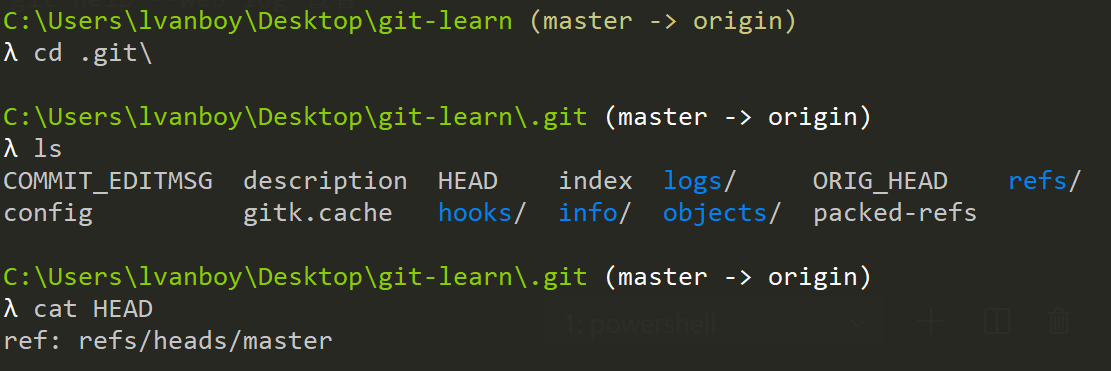 C:\Users\lvanboy\Desktop\git-learn (master -> origin)
λ cd .git\
C:\Users\lvanboy\Desktop\git-learn\.git (master -> origin)
λ ls
COMMIT_EDITMSG  description  HEAD    index  logs/     ORIG_HEAD    refs/
config          gitk.cache   hooks/  info/  objects/  packed-refs
C:\Users\lvanboy\Desktop\git-learn\.git (master -> origin)
λ cat HEAD
1: powershell
ref: refs/heads/master